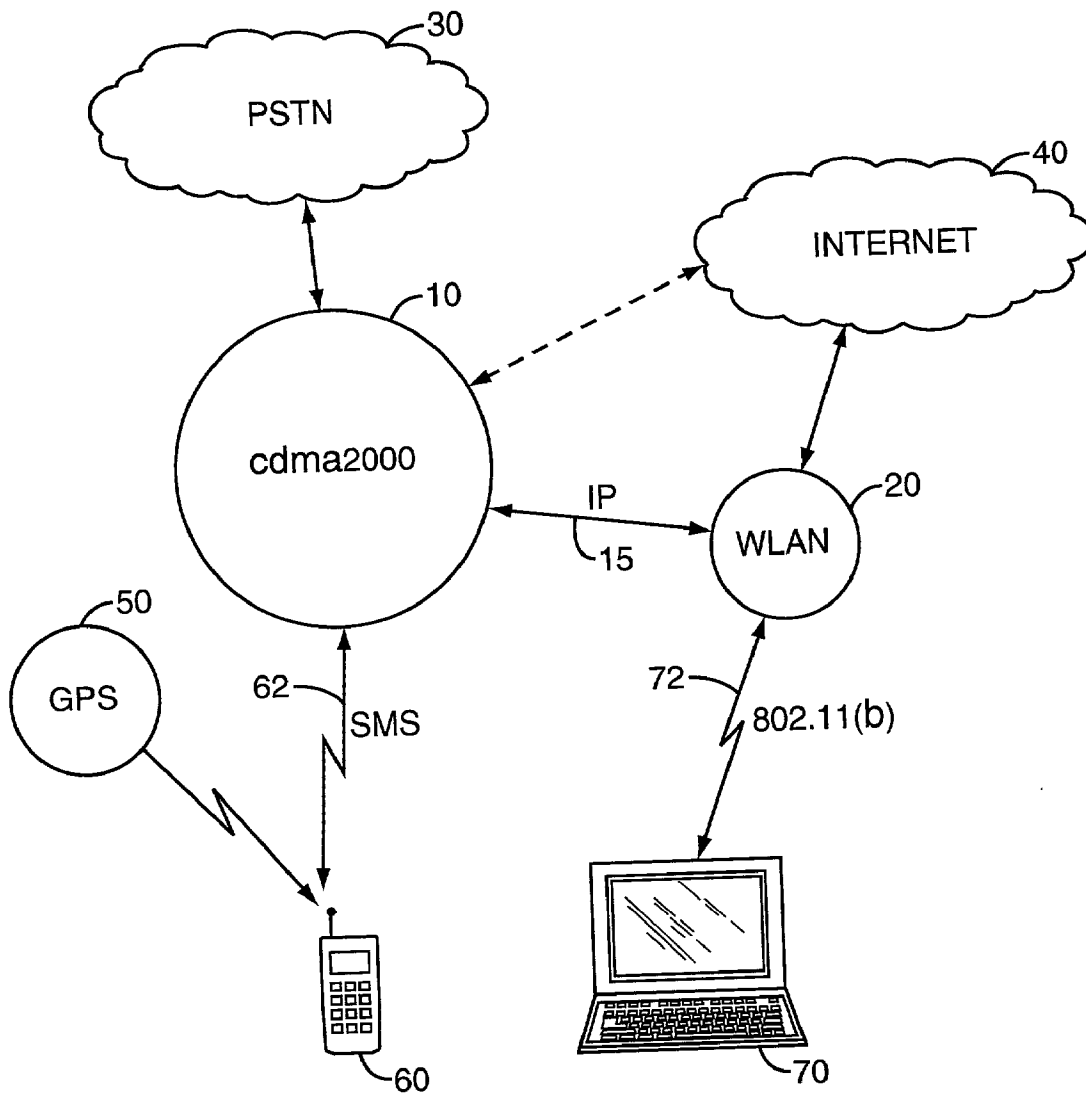 30
PSTN
40
INTERNET
10
cdma2000
IP
15
20
WLAN
50
GPS
62
SMS
72
802.11(b)
60
70